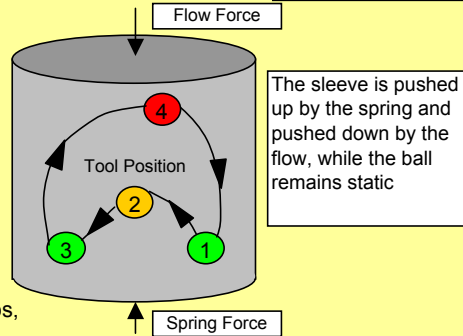 Flow Force
The sleeve is pushed
up by the spring and
pushed down by the
flow, while the ball
remains static
4
Tool Position
2
3
1
Spring Force